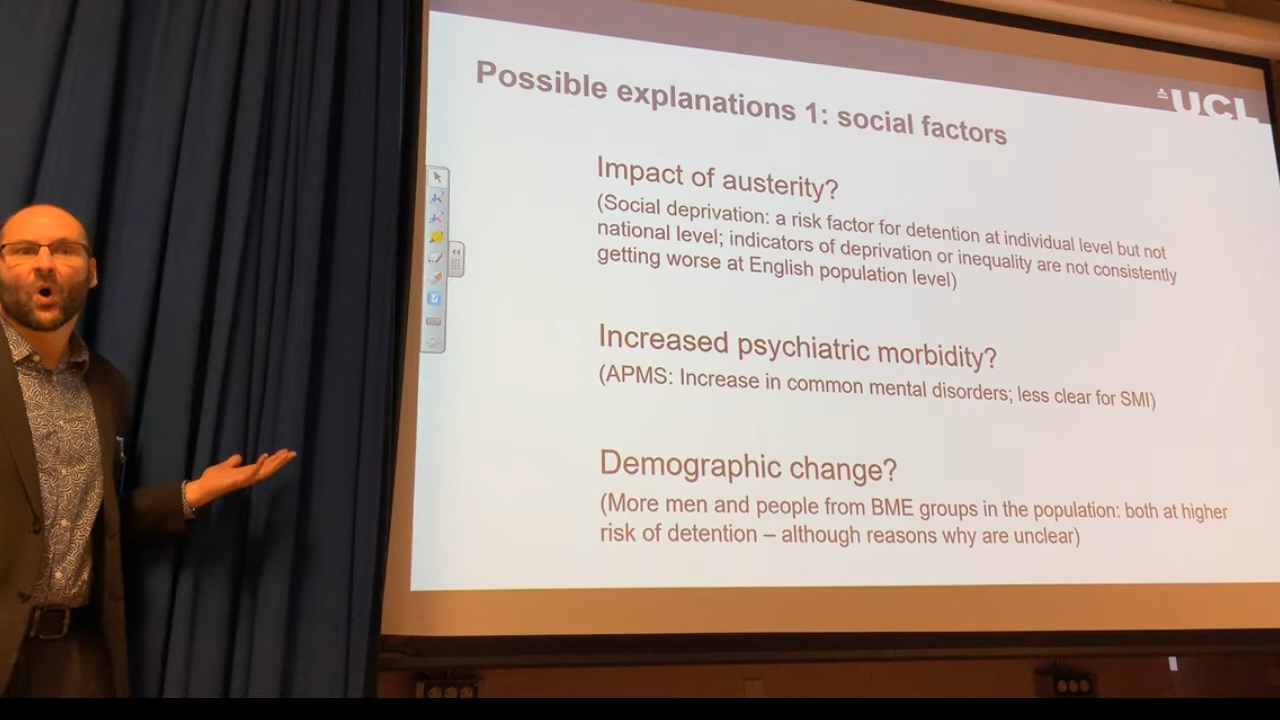 UCL
Possible explanations 1: social factors
Impact of austerity?
(Social deprivation: a risk factor for detention at individual level but not
national level; indicators of deprivation or inequality are not consistently
getting worse at English population level)
Increased psychiatric morbidity?
(APMS: Increase in common mental disorders; less clear for SMI)
Demographic change?
(More men and people from BME groups in the population: both at higher
risk of detention – although reasons why are unclear)